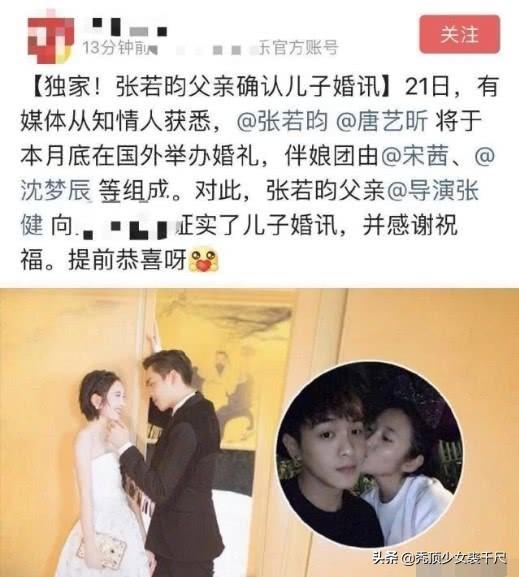 13分钟前
乐官方账号
关注
【独家！张若昀父亲确认儿子婚讯】21日，有
媒体从知情人获悉，@张若昀 @唐艺昕 将于
本月底在国外举办婚礼，伴娘团由@宋茜、@
沈梦辰 等组成。对此，张若昀父亲@导演张
健 向 证实了儿子婚讯，并感谢祝
福。提前恭喜呀
头条 @秃顶少女裘千尺